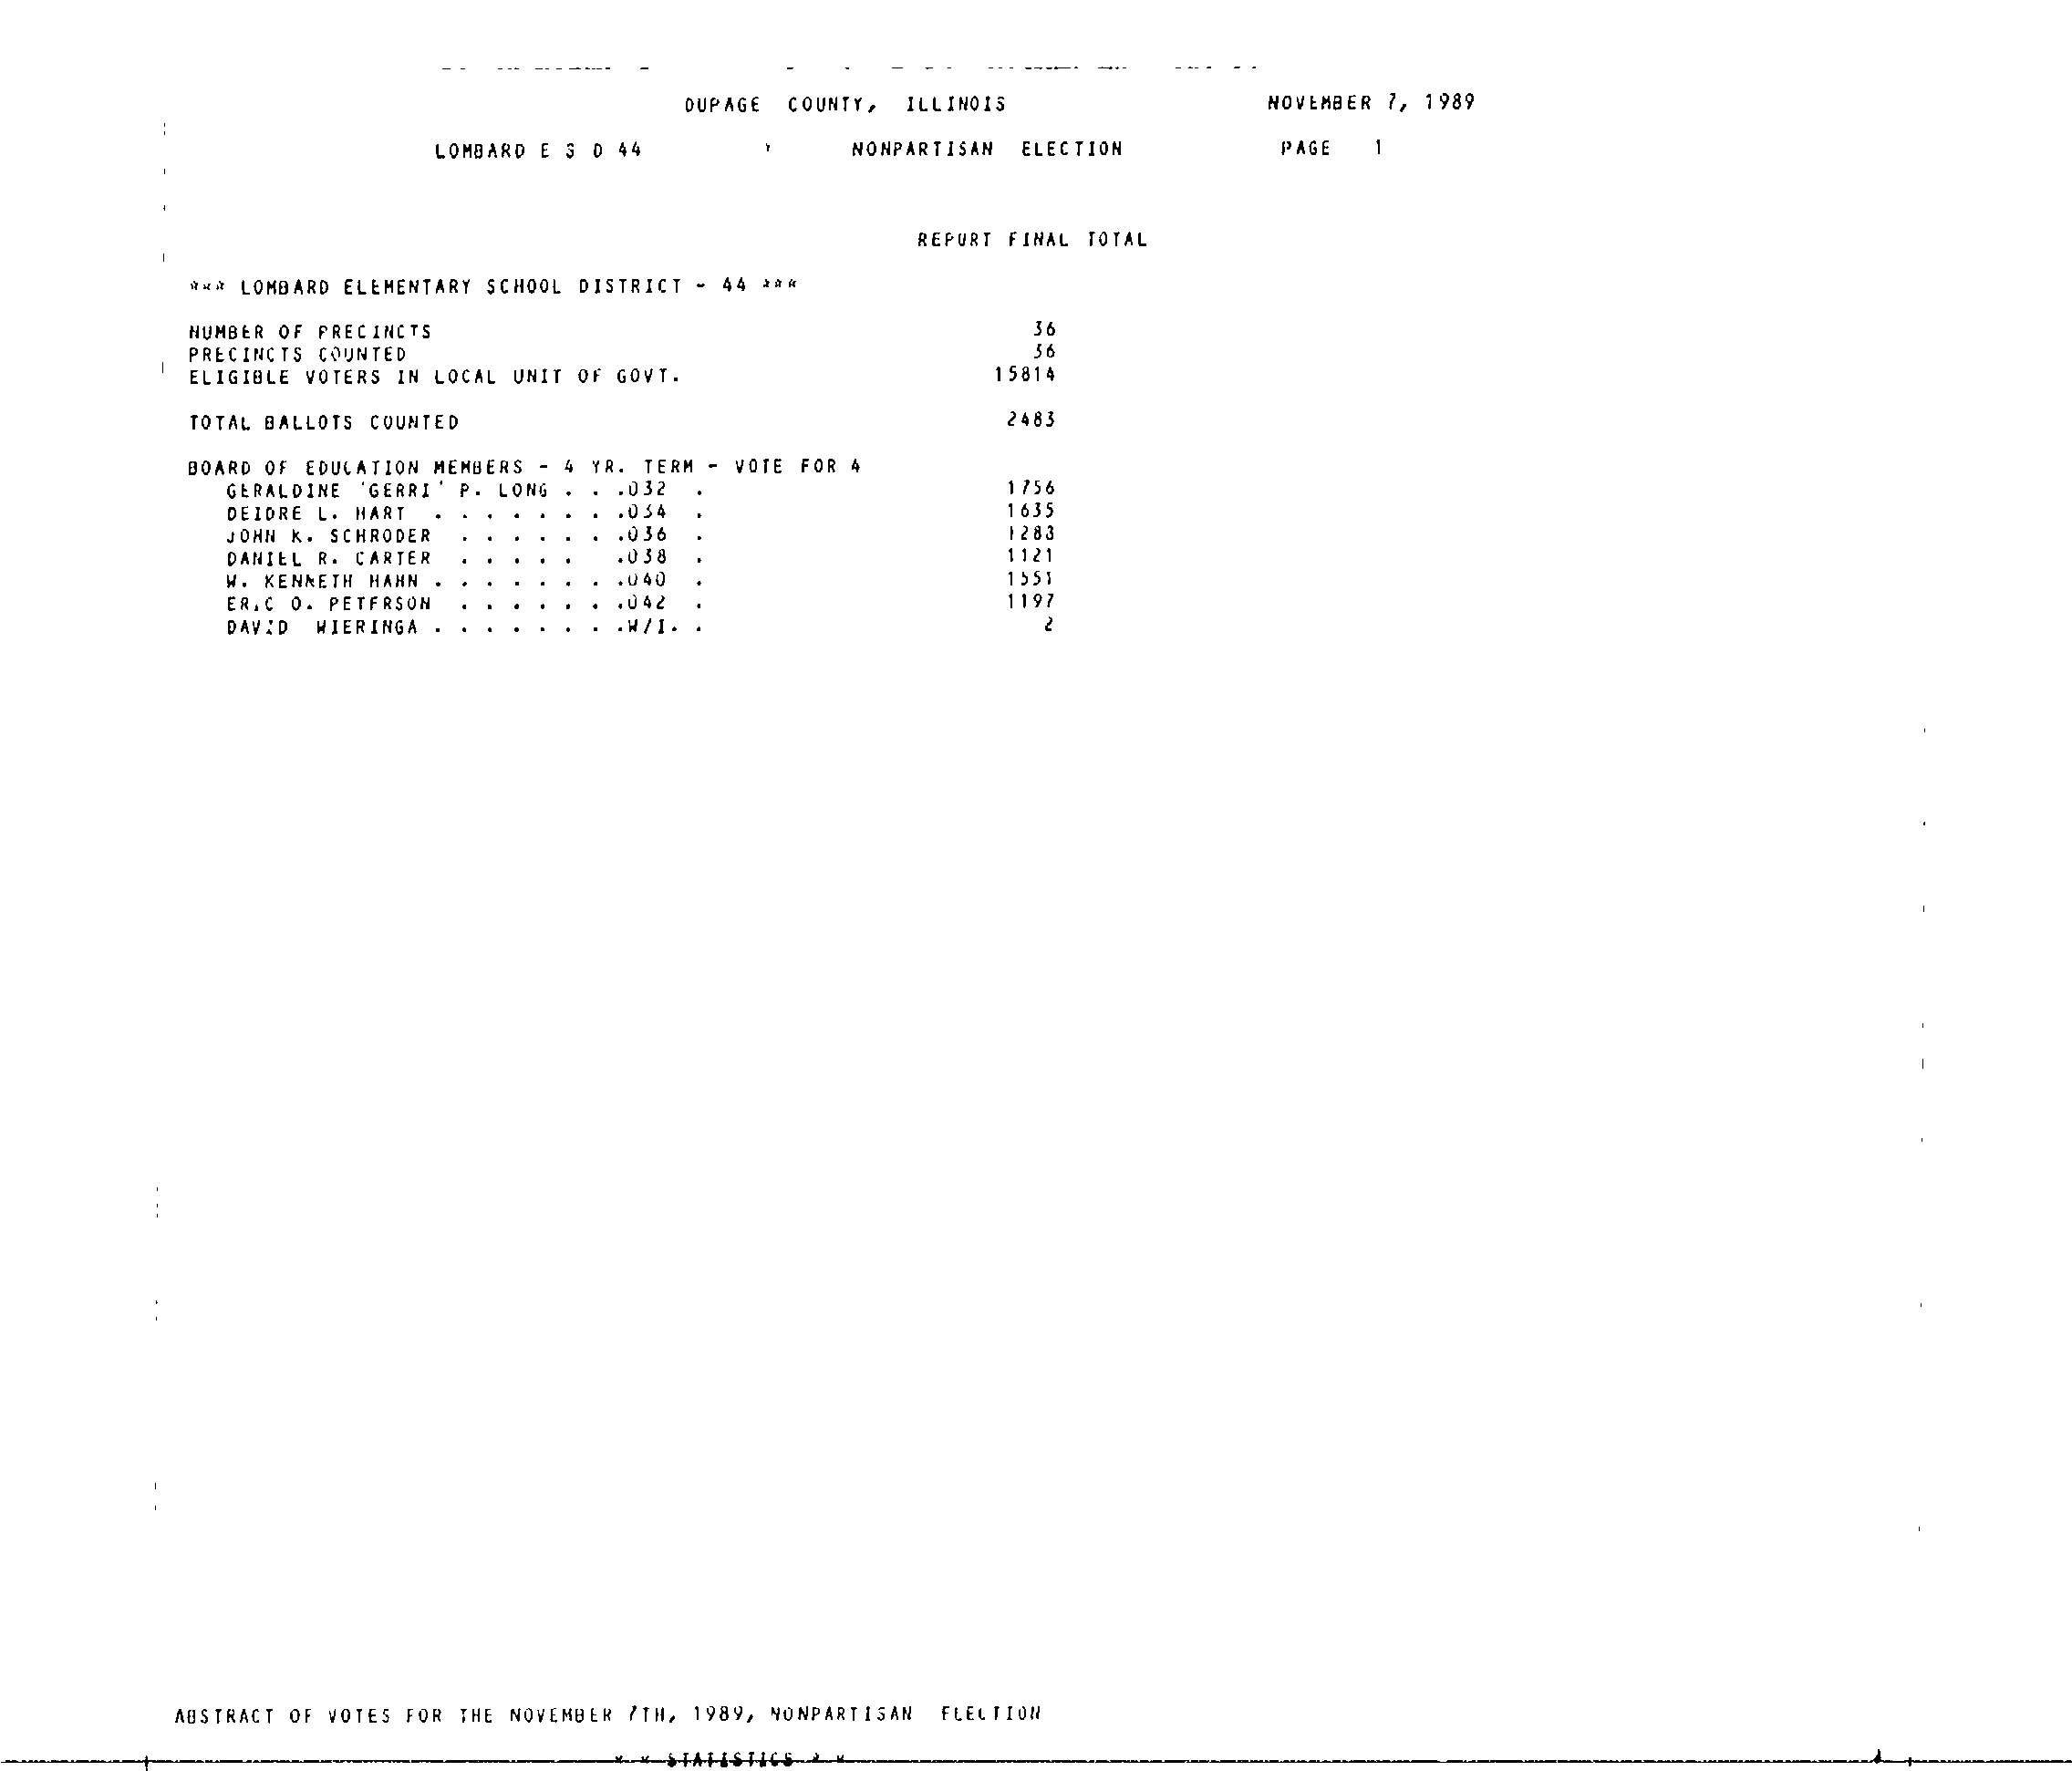 DUPAGE COUNTY, ILLINOIS NOVEMBER 7, 1989
LOMBARD E S D 44 NONPARTISAN ELECTION PAGE 1
REPORT FINAL TOTAL
*** LOMBARD ELEMENTARY SCHOOL DISTRICT - 44 ***
NUMBER OF PRECINCTS 36
PRECINCTS COUNTED 36
ELIGIBLE VOTERS IN LOCAL UNIT OF GOVT. 15814
TOTAL BALLOTS COUNTED 2483
BOARD OF EDUCATION MEMBERS - 4 YR. TERM - VOTE FOR 4
GERALDINE 'GERRI' P. LONG . . .032 . 1756
DEIDRE L. HART . . . . . . . .034 . 1635
JOHN K. SCHRODER . . . . . . .036 . 1283
DANIEL R. CARTER . . . . . .038 . 1121
W. KENNETH HAHN . . . . . . . .040 . 1551
ERIC O. PETERSON . . . . . . .042 . 1197
DAVID WIERINGA . . . . . . . .W/I. . 2
ABSTRACT OF VOTES FOR THE NOVEMBER 7TH, 1989, NONPARTISAN ELECTION
* * STATISTICS * *